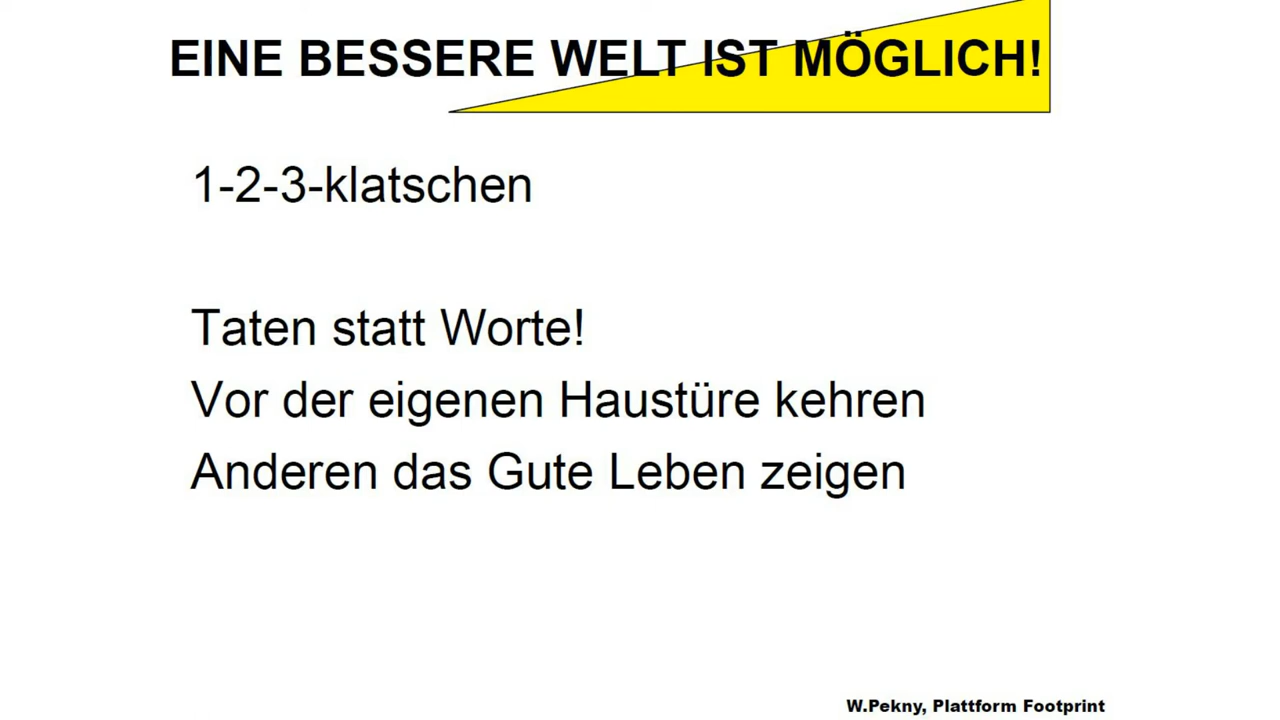 EINE BESSERE WELT IST MÖGLICH!
1-2-3-klatschen
Taten statt Worte!
Vor der eigenen Haustüre kehren
Anderen das Gute Leben zeigen
W.Pekny, Plattform Footprint